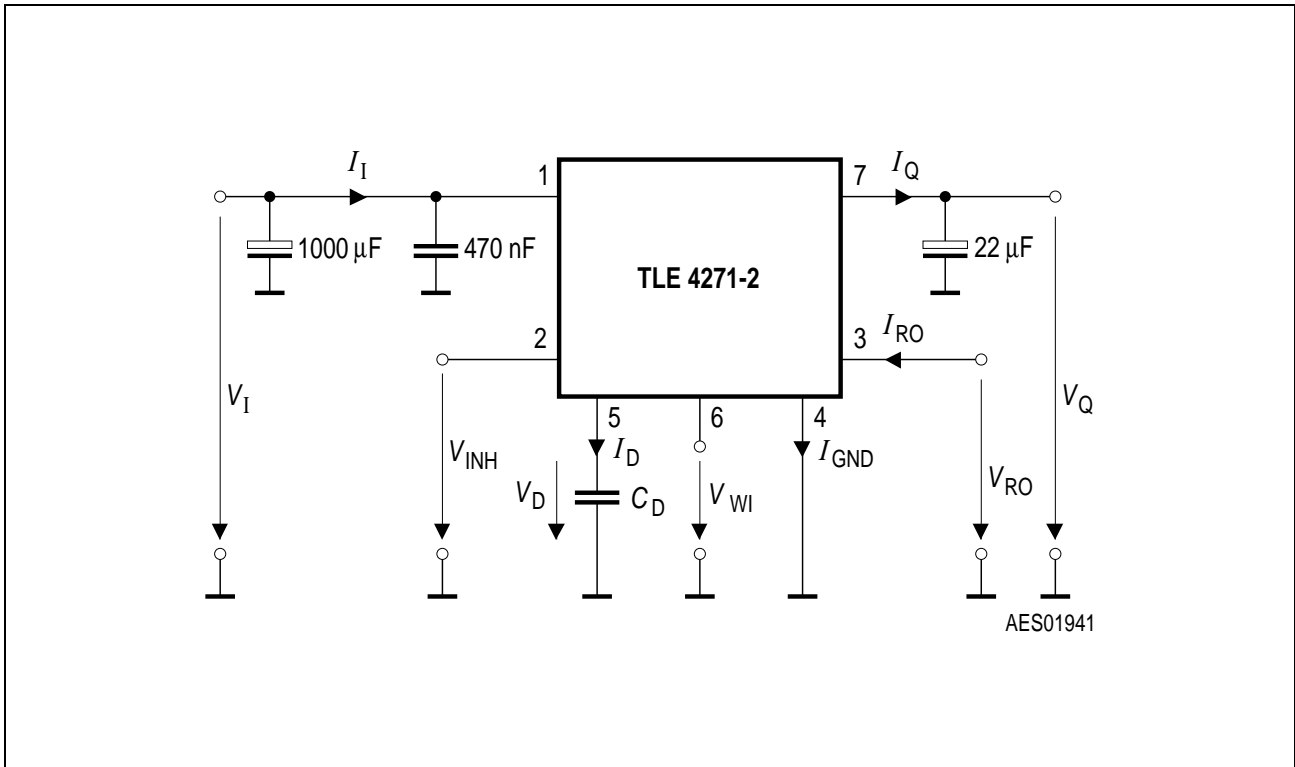 I_I
1
7
I_Q
1000 μF
470 nF
22 μF
TLE 4271-2
2
3
I_RO
V_I
V_INH
5
6
4
I_D
I_GND
V_D
C_D
V_WI
V_RO
V_Q
AES01941